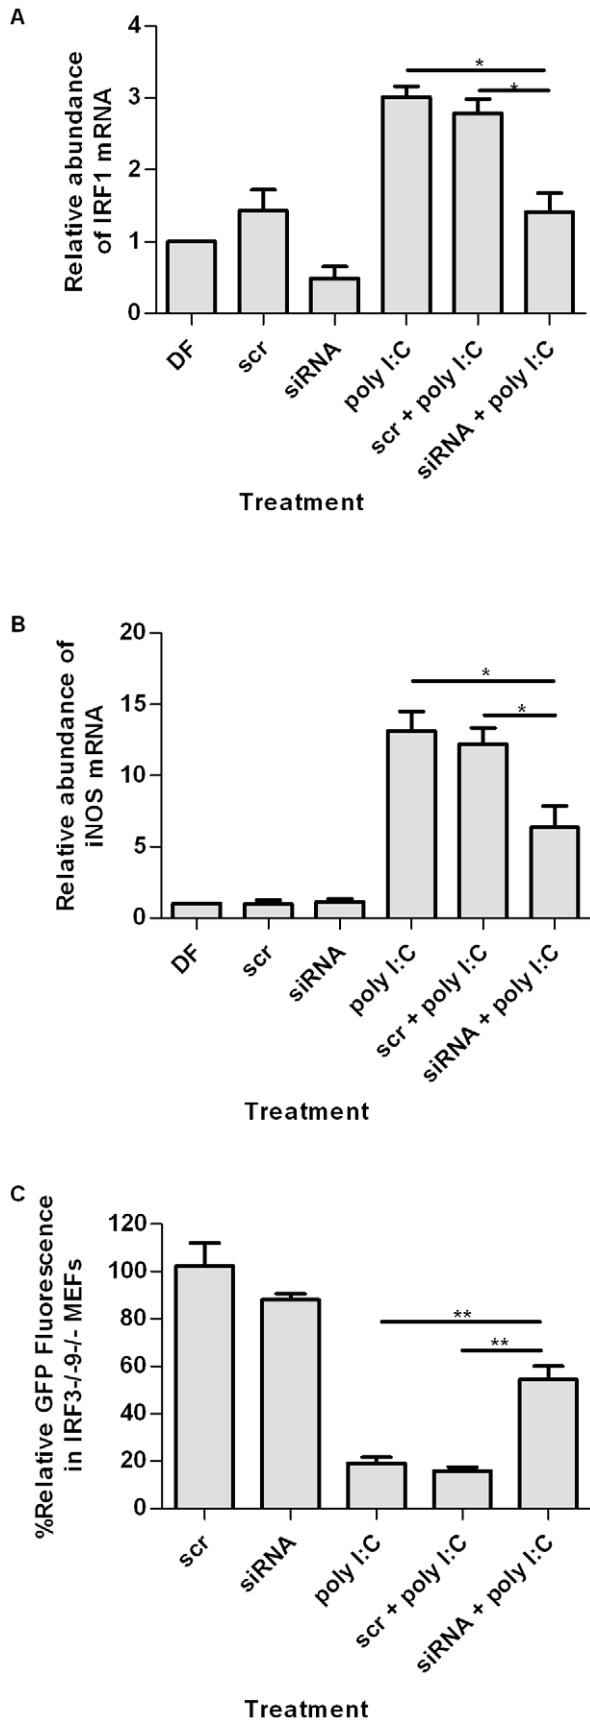 A
Relative abundance
of IRF1 mRNA
4
3
2
1
0
*
*
DF
scr
siRNA
poly I:C
scr + poly I:C
siRNA + poly I:C
Treatment
B
Relative abundance of
iNOS mRNA
20
15
10
5
0
*
*
DF
scr
siRNA
poly I:C
scr + poly I:C
siRNA + poly I:C
Treatment
C
%Relative GFP Fluorescence
in IRF3-/-9-/- MEFs
120
100
80
60
40
20
0
**
**
scr
siRNA
poly I:C
scr + poly I:C
siRNA + poly I:C
Treatment